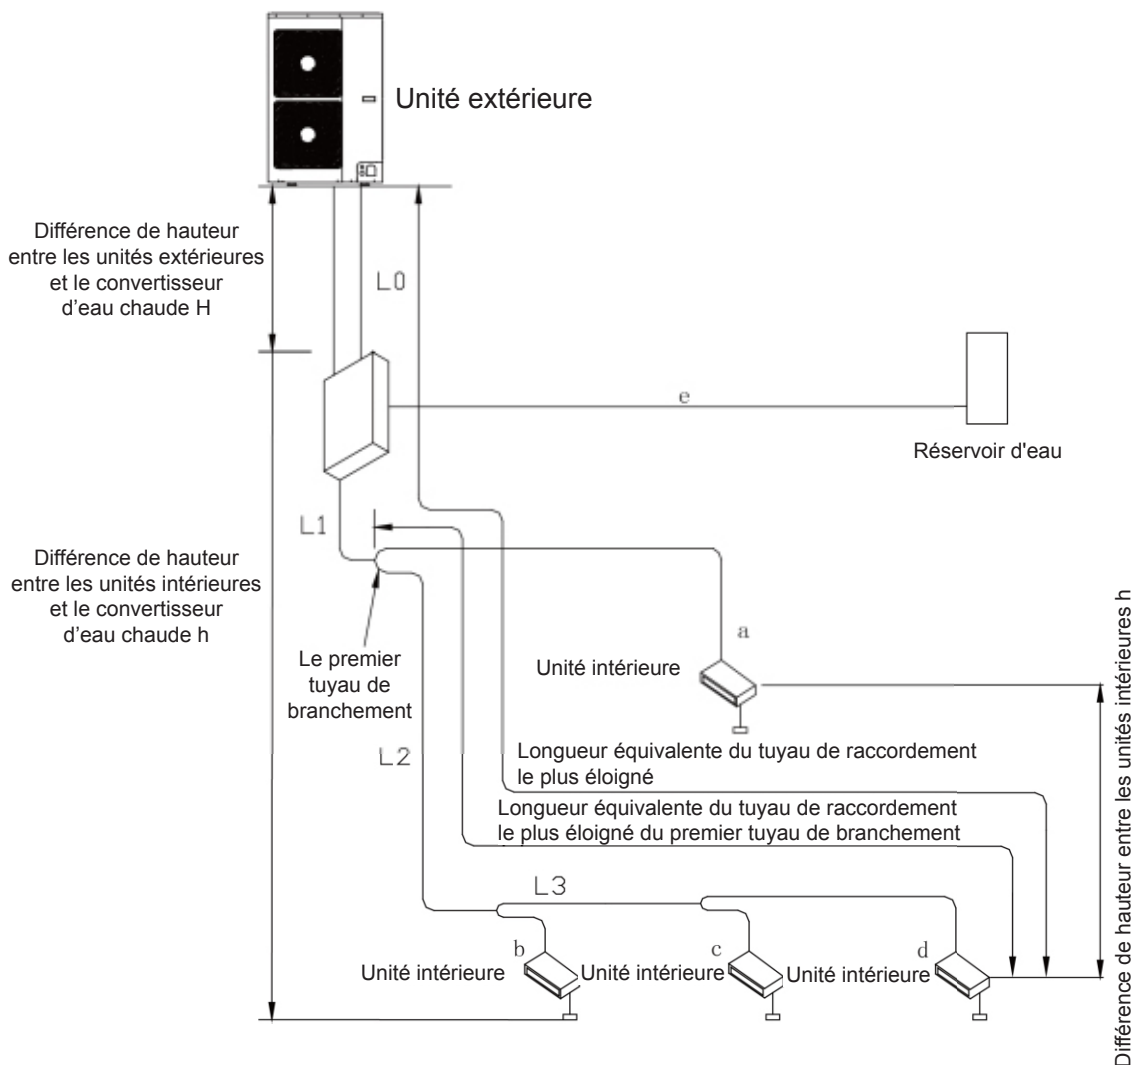 Unité extérieure
Différence de hauteur
entre les unités extérieures
et le convertisseur
d'eau chaude H
L0
e
Réservoir d'eau
L1
Différence de hauteur
entre les unités intérieures
et le convertisseur
d'eau chaude h
Le premier
tuyau de
branchement
a
Unité intérieure
L2
Longueur équivalente du tuyau de raccordement
le plus éloigné
Longueur équivalente du tuyau de raccordement
le plus éloigné du premier tuyau de branchement
L3
b
Unité intérieure
c
Unité intérieure
d
Unité intérieure
Différence de hauteur entre les unités intérieures h